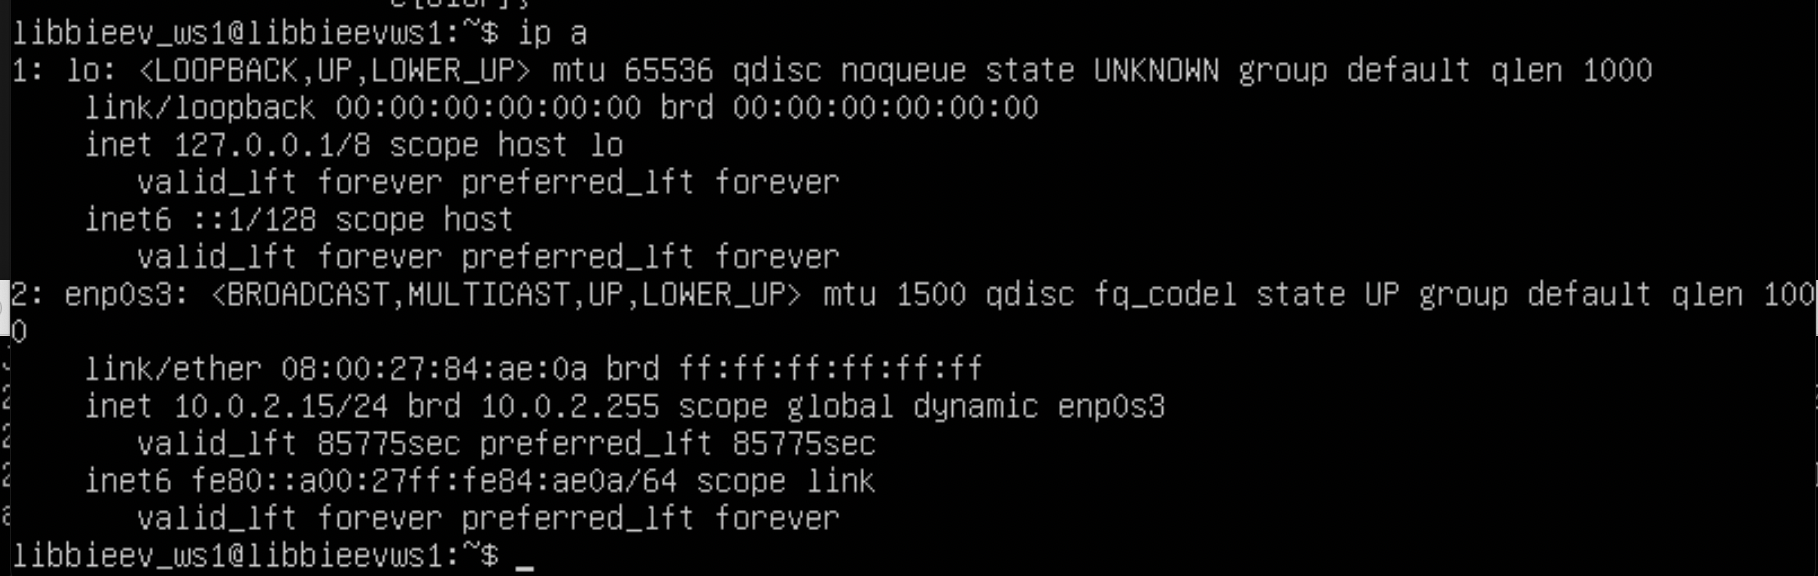 libbieev_ws1@libbieevws1:~$ ip a
1: lo: <LOOPBACK,UP,LOWER_UP> mtu 65536 qdisc noqueue state UNKNOWN group default qlen 1000
    link/loopback 00:00:00:00:00:00 brd 00:00:00:00:00:00
    inet 127.0.0.1/8 scope host lo
       valid_lft forever preferred_lft forever
    inet6 ::1/128 scope host
       valid_lft forever preferred_lft forever
2: enp0s3: <BROADCAST,MULTICAST,UP,LOWER_UP> mtu 1500 qdisc fq_codel state UP group default qlen 100
0
    link/ether 08:00:27:84:ae:0a brd ff:ff:ff:ff:ff:ff
    inet 10.0.2.15/24 brd 10.0.2.255 scope global dynamic enp0s3
       valid_lft 85775sec preferred_lft 85775sec
    inet6 fe80::a00:27ff:fe84:ae0a/64 scope link
       valid_lft forever preferred_lft forever
libbieev_ws1@libbieevws1:~$ _